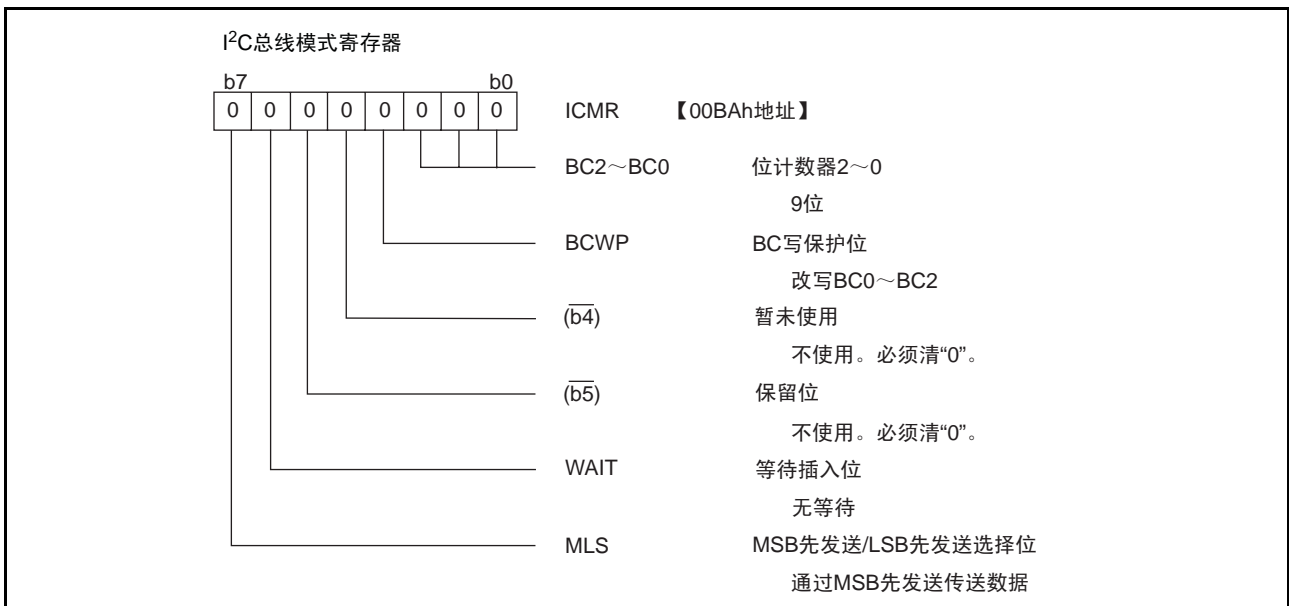 I²C总线模式寄存器
b7 b0
0 0 0 0 0 0 0 0 ICMR 【00BAh地址】
BC2～BC0 位计数器2～0
9位
BCWP BC写保护位
改写BC0～BC2
(b4) 暂未使用
不使用。必须清“0”。
(b5) 保留位
不使用。必须清“0”。
WAIT 等待插入位
无等待
MLS MSB先发送/LSB先发送选择位
通过MSB先发送传送数据